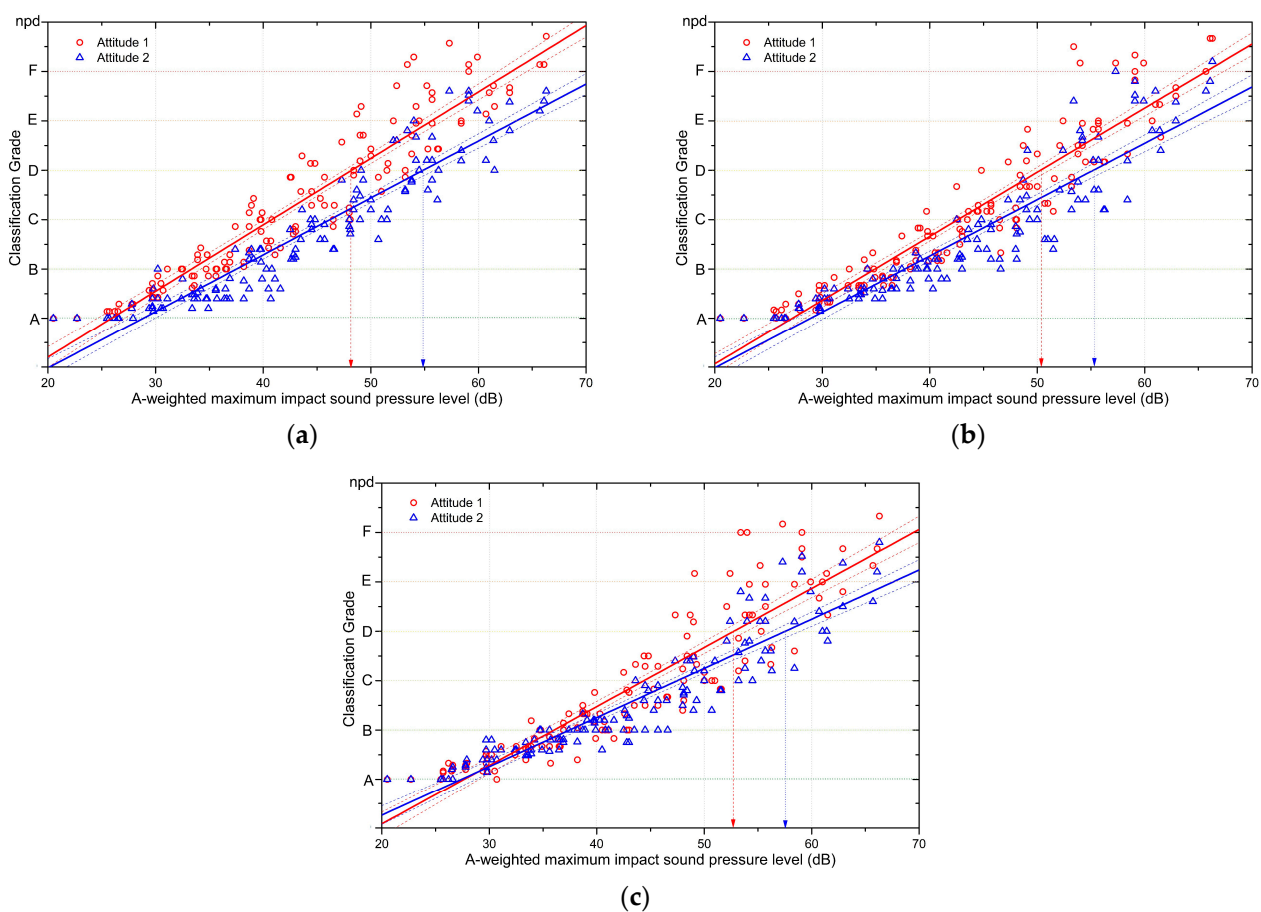 npd
F
E
D
C
B
A
Classification Grade
Attitude 1
Attitude 2
20 30 40 50 60 70
A-weighted maximum impact sound pressure level (dB)
(a)
npd
F
E
D
C
B
A
Classification Grade
Attitude 1
Attitude 2
20 30 40 50 60 70
A-weighted maximum impact sound pressure level (dB)
(b)
npd
F
E
D
C
B
A
Classification Grade
Attitude 1
Attitude 2
20 30 40 50 60 70
A-weighted maximum impact sound pressure level (dB)
(c)